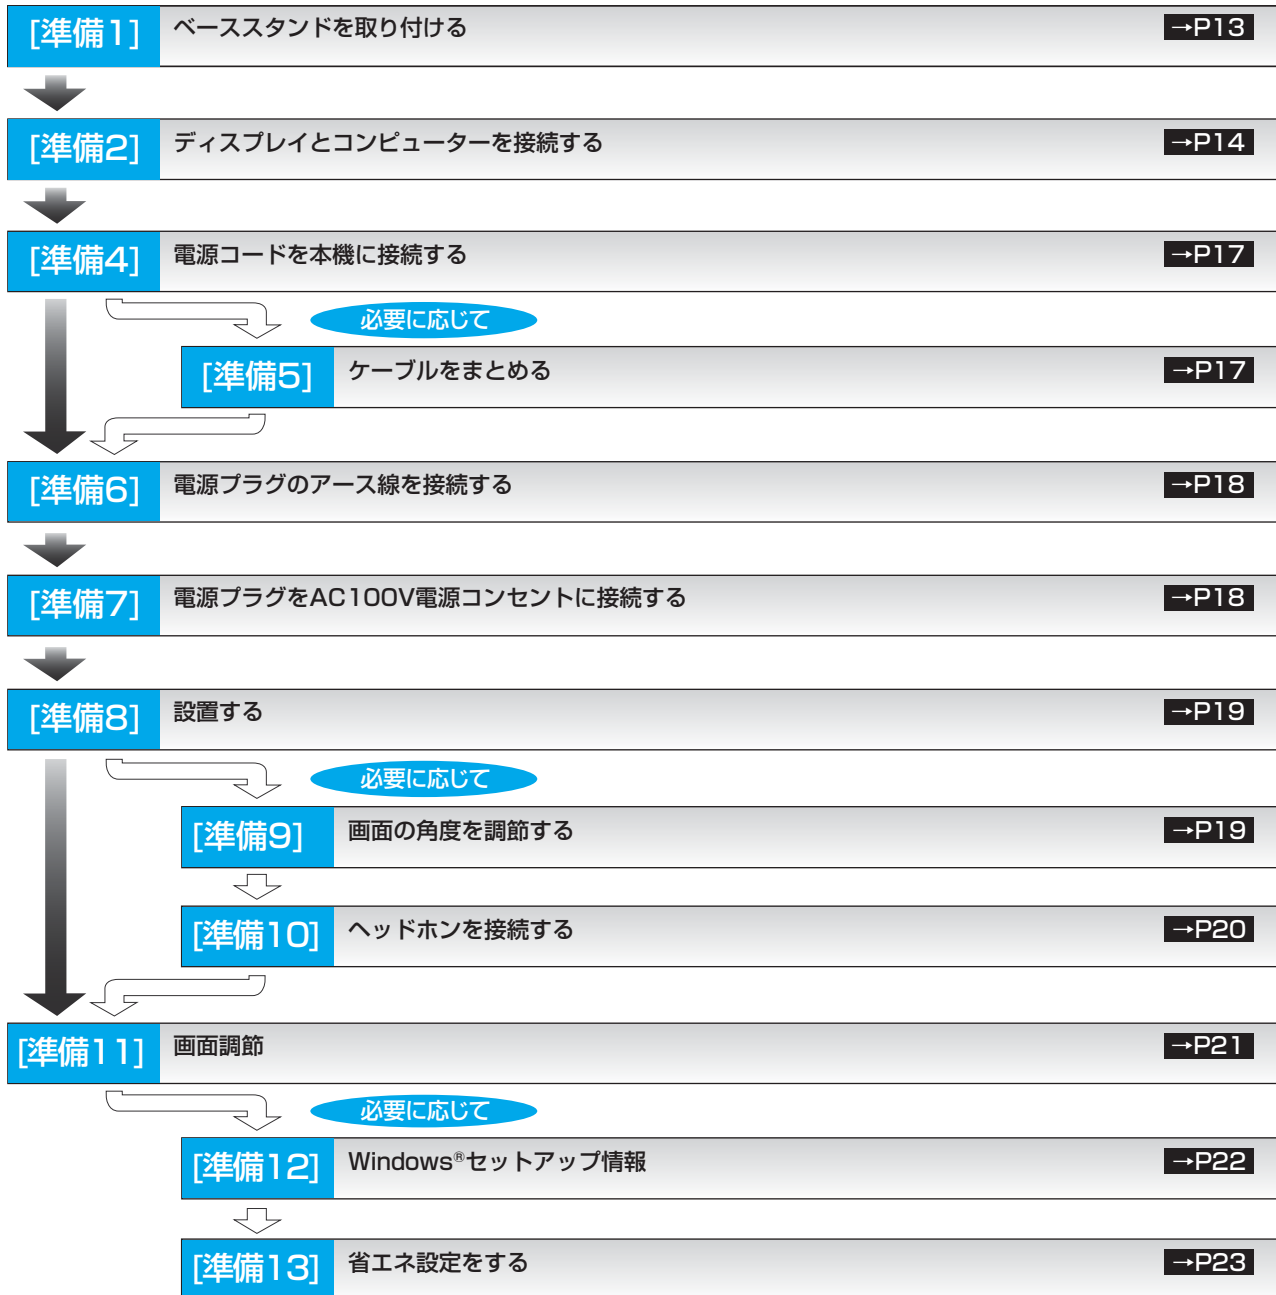 [準備1] ベーススタンドを取り付ける →P13
[準備2] ディスプレイとコンピューターを接続する →P14
[準備4] 電源コードを本機に接続する →P17
必要に応じて
[準備5] ケーブルをまとめる →P17
[準備6] 電源プラグのアース線を接続する →P18
[準備7] 電源プラグをAC100V電源コンセントに接続する →P18
[準備8] 設置する →P19
必要に応じて
[準備9] 画面の角度を調節する →P19
[準備10] ヘッドホンを接続する →P20
[準備11] 画面調節 →P21
必要に応じて
[準備12] Windows®セットアップ情報 →P22
[準備13] 省エネ設定をする →P23